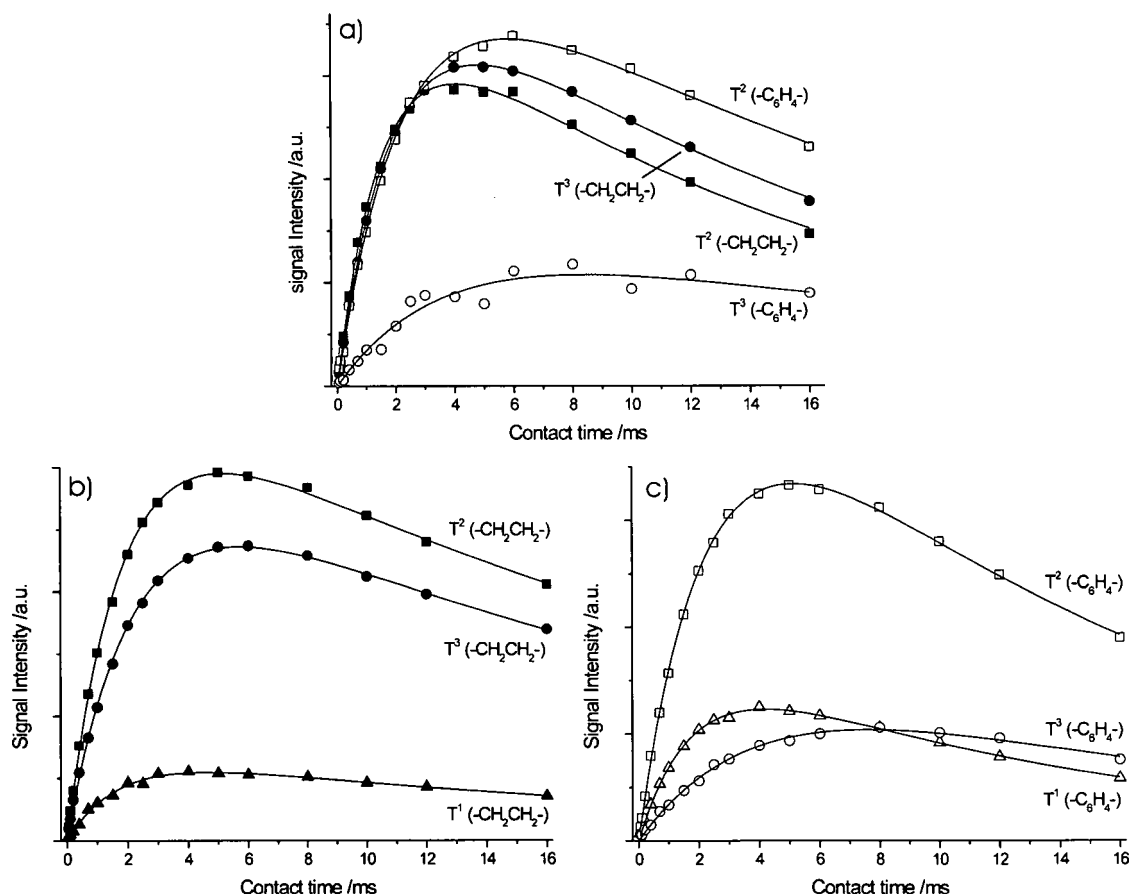 a)
signal Intensity /a.u.
T² (-C₆H₄-)
T³ (-CH₂CH₂-)
T² (-CH₂CH₂-)
T³ (-C₆H₄-)
0 2 4 6 8 10 12 14 16
Contact time /ms
b)
Signal Intensity /a.u.
T² (-CH₂CH₂-)
T³ (-CH₂CH₂-)
T¹ (-CH₂CH₂-)
0 2 4 6 8 10 12 14 16
Contact time /ms
c)
Signal Intensity /a.u.
T² (-C₆H₄-)
T³ (-C₆H₄-)
T¹ (-C₆H₄-)
0 2 4 6 8 10 12 14 16
Contact time /ms